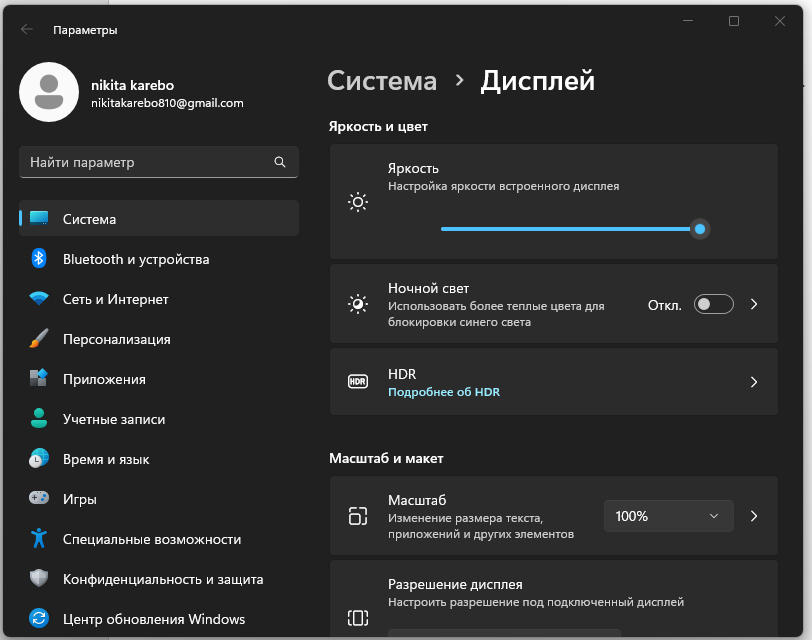 Параметры
nikita karebo
nikitakarebo810@gmail.com
Найти параметр
Система
Bluetooth и устройства
Сеть и Интернет
Персонализация
Приложения
Учетные записи
Время и язык
Игры
Специальные возможности
Конфиденциальность и защита
Центр обновления Windows
Система › Дисплей
Яркость и цвет
Яркость
Настройка яркости встроенного дисплея
Ночной свет
Использовать более теплые цвета для
блокировки синего света
Откл.
HDR
HDR
Подробнее об HDR
Масштаб и макет
Масштаб
Изменение размера текста,
приложений и других элементов
100%
Разрешение дисплея
Настроить разрешение под подключенный дисплей